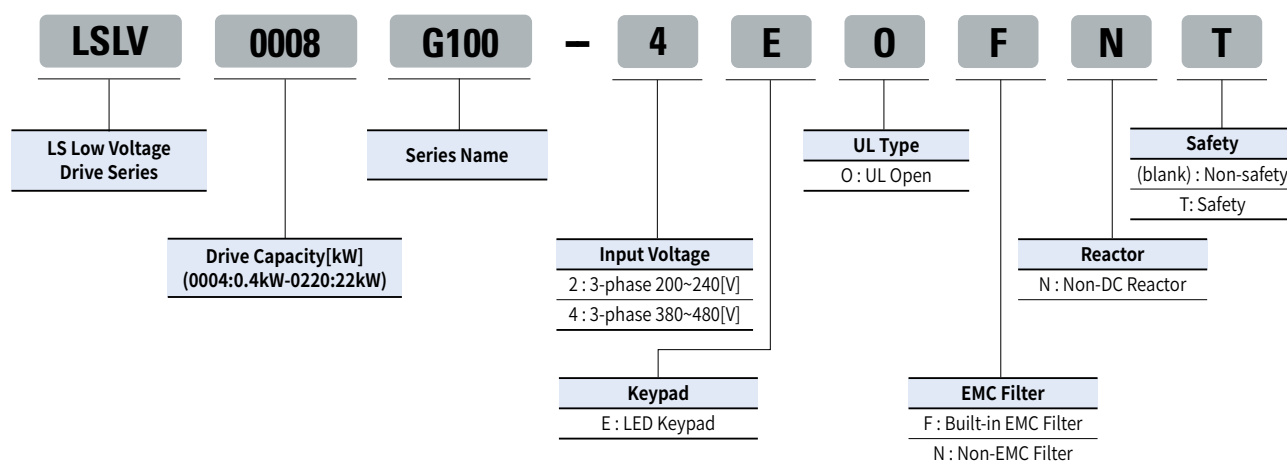 LSLV 0008 G100 – 4 E O F N T
LS Low Voltage
Drive Series
Drive Capacity[kW]
(0004:0.4kW-0220:22kW)
Series Name
Input Voltage
2 : 3-phase 200~240[V]
4 : 3-phase 380~480[V]
Keypad
E : LED Keypad
UL Type
O : UL Open
EMC Filter
F : Built-in EMC Filter
N : Non-EMC Filter
Reactor
N : Non-DC Reactor
Safety
(blank) : Non-safety
T: Safety